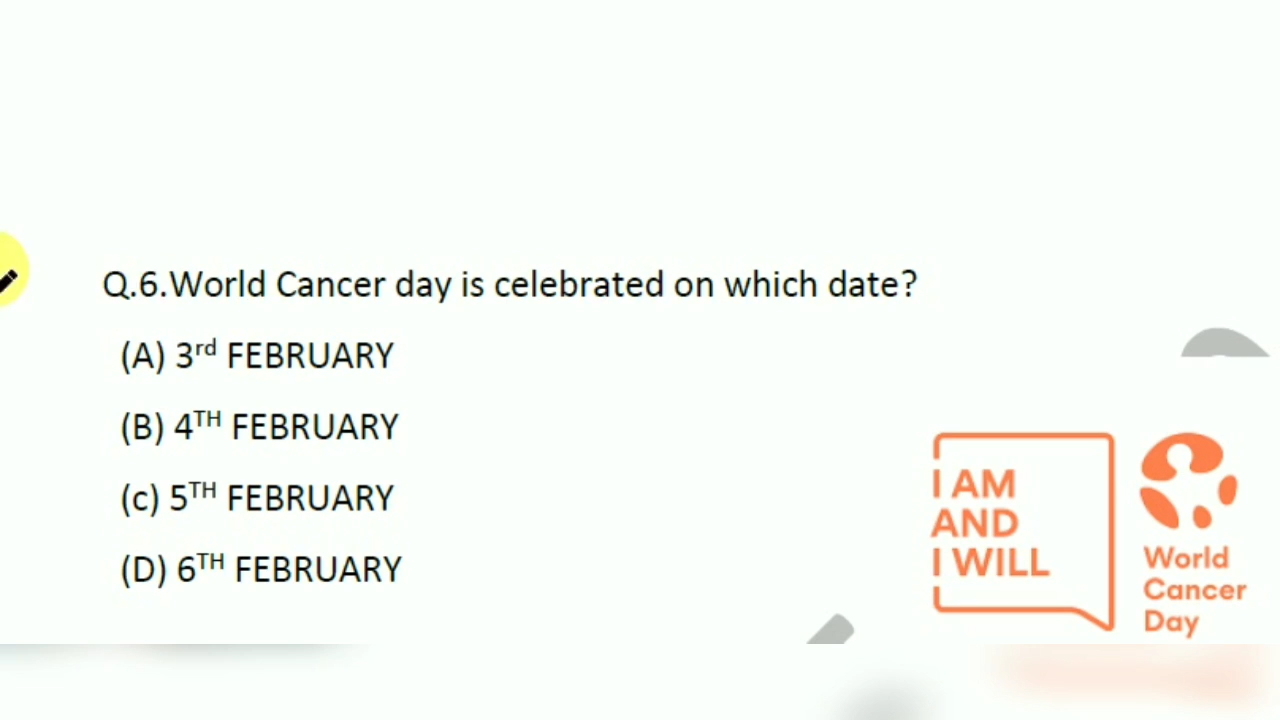 Q.6.World Cancer day is celebrated on which date?
(A) 3rd FEBRUARY
(B) 4TH FEBRUARY
(c) 5TH FEBRUARY
(D) 6TH FEBRUARY
I AM
AND
I WILL
World
Cancer
Day